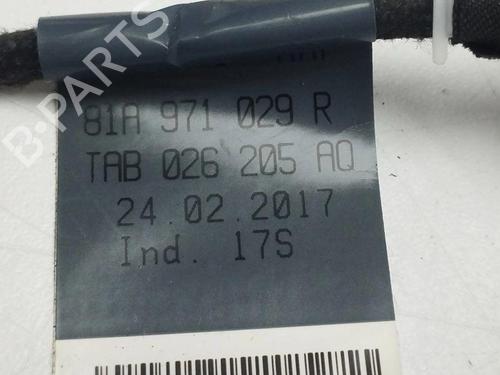 81A 971 029 R
TAB 026 205 AQ
24.02.2017
Ind. 17S
B-PARTS